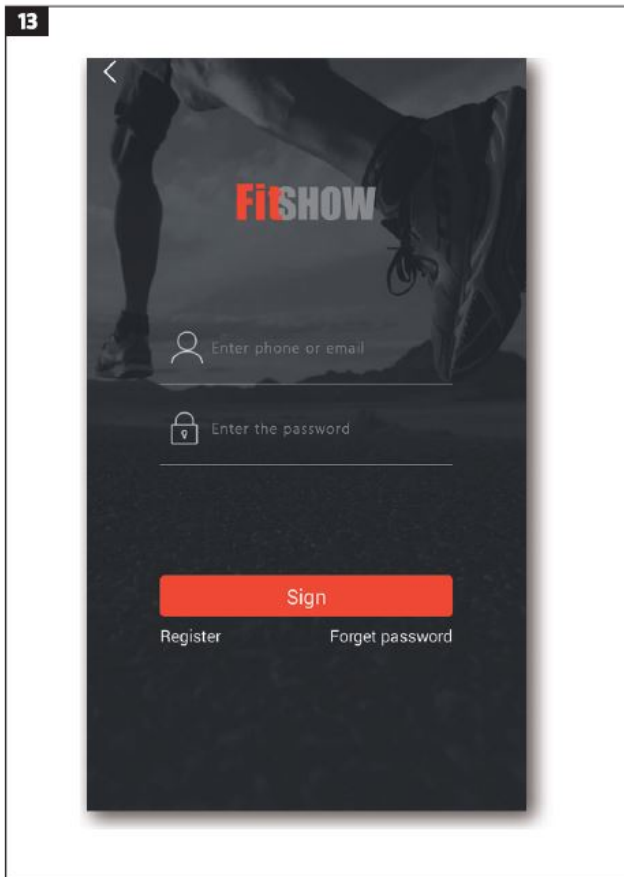 13
FitSHOW
Enter phone or email
Enter the password
Sign
Register Forget password